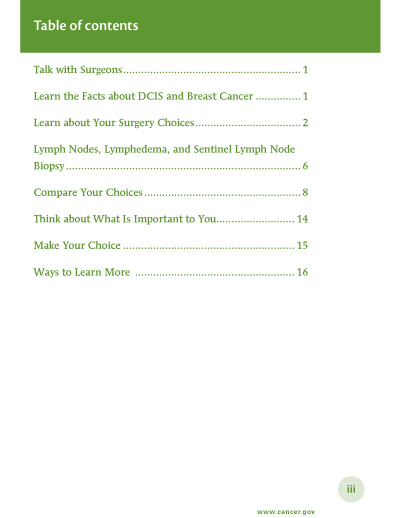 Table of contents
Talk with Surgeons............................................................ 1
Learn the Facts about DCIS and Breast Cancer ............... 1
Learn about Your Surgery Choices................................... 2
Lymph Nodes, Lymphedema, and Sentinel Lymph Node
Biopsy.............................................................................. 6
Compare Your Choices.................................................... 8
Think about What Is Important to You.......................... 14
Make Your Choice ......................................................... 15
Ways to Learn More ..................................................... 16
iii
www.cancer.gov